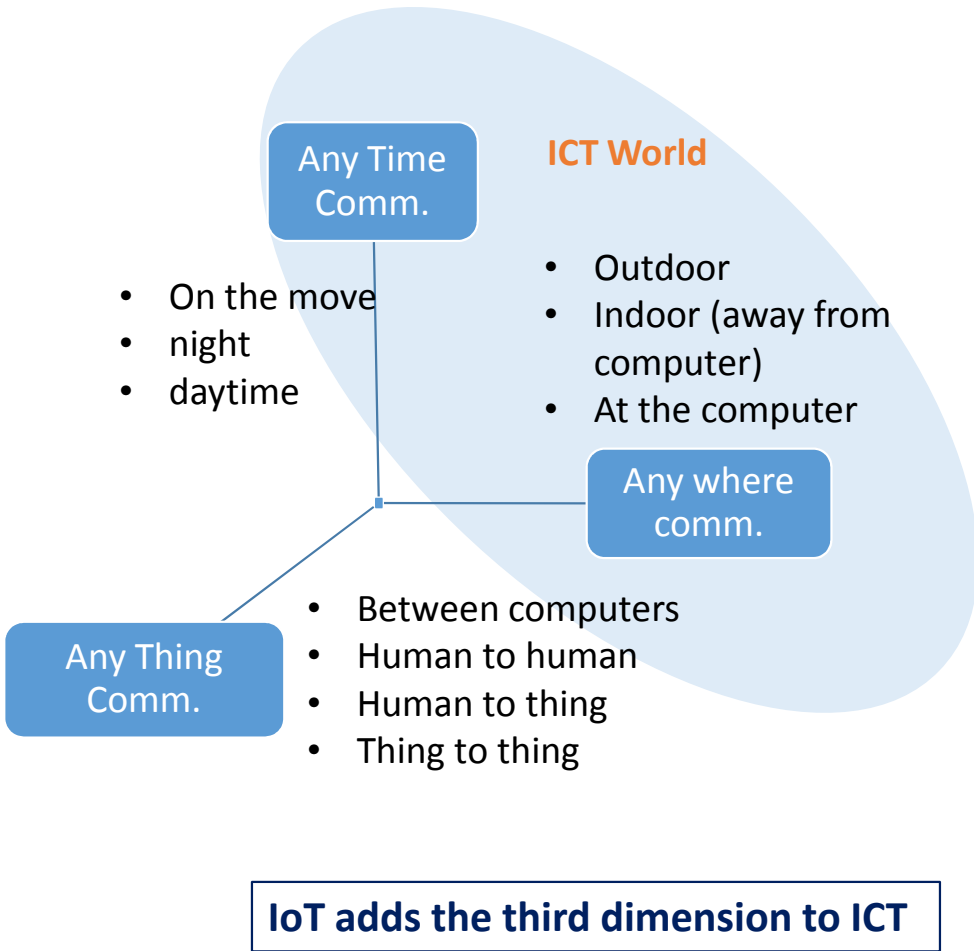 Any Time
Comm.
ICT World
• On the move
• night
• daytime
• Outdoor
• Indoor (away from
computer)
• At the computer
Any where
comm.
Any Thing
Comm.
• Between computers
• Human to human
• Human to thing
• Thing to thing
IoT adds the third dimension to ICT